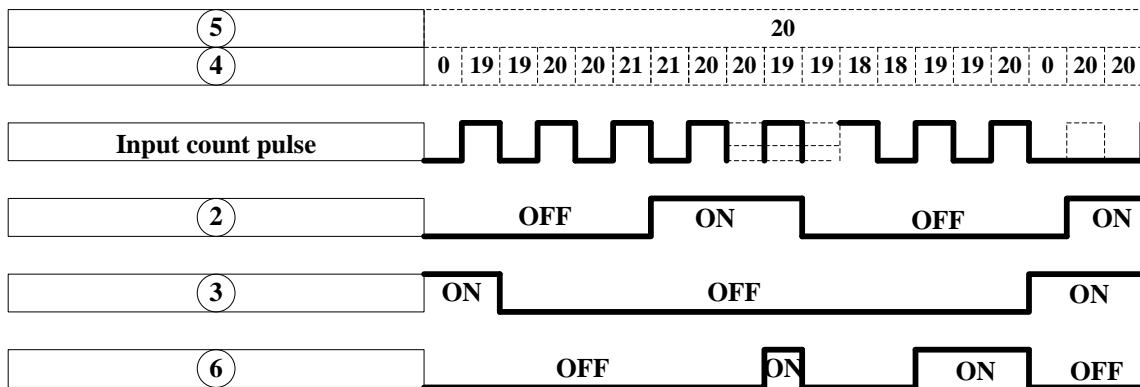 ⑤ 20
④ 0 19 19 20 20 21 21 20 20 19 19 18 18 19 19 20 0 20 20
Input count pulse
② OFF ON OFF ON
③ ON OFF ON
⑥ OFF ON ON OFF